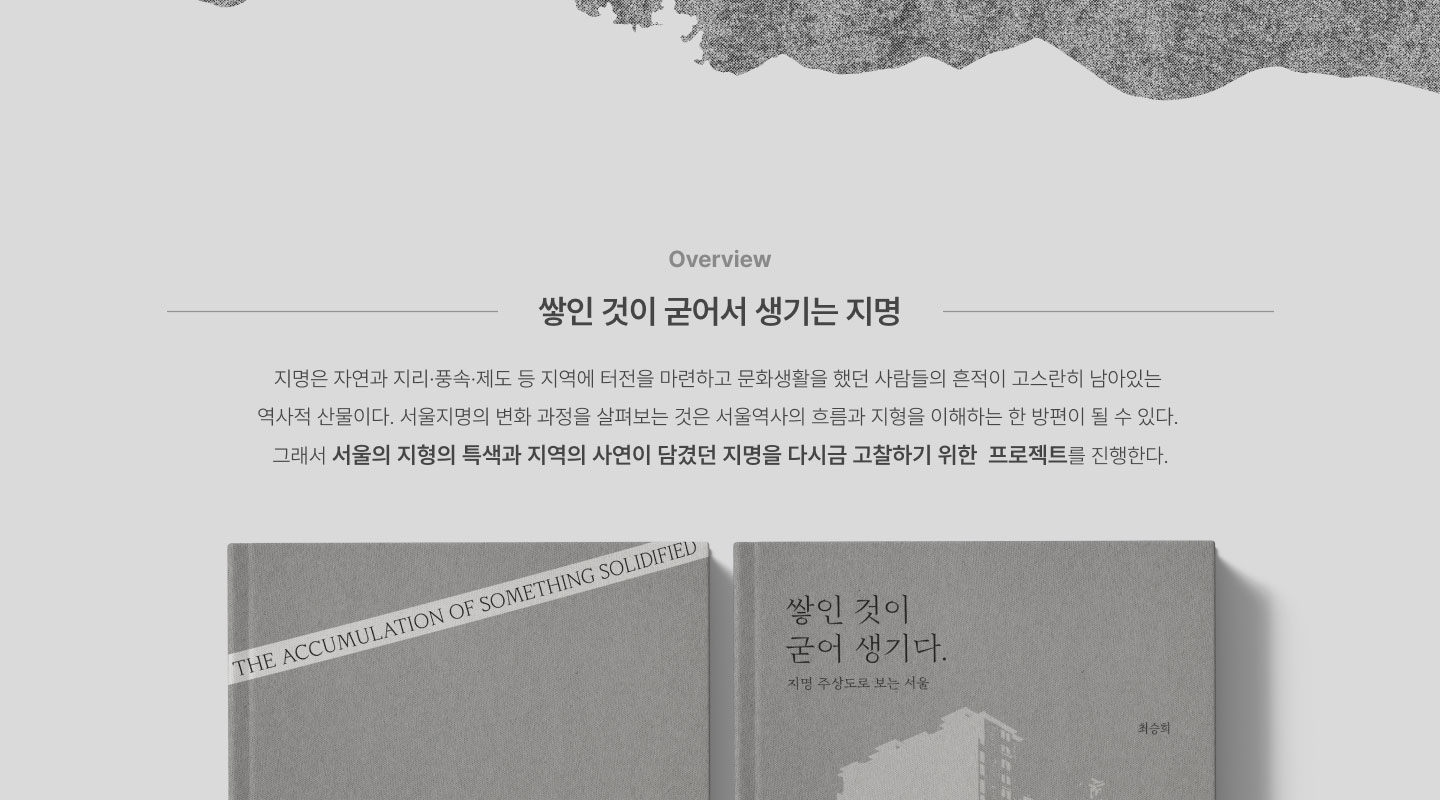 Overview
쌓인 것이 굳어서 생기는 지명
지명은 자연과 지리·풍속·제도 등 지역에 터전을 마련하고 문화생활을 했던 사람들의 흔적이 고스란히 남아있는
역사적 산물이다. 서울지명의 변화 과정을 살펴보는 것은 서울역사의 흐름과 지형을 이해하는 한 방편이 될 수 있다.
그래서 서울의 지형의 특색과 지역의 사연이 담겼던 지명을 다시금 고찰하기 위한 프로젝트를 진행한다.
THE ACCUMULATION OF SOMETHING SOLIDIFIED
쌓인 것이
굳어 생기다.
지명 주상도로 보는 서울
최승희